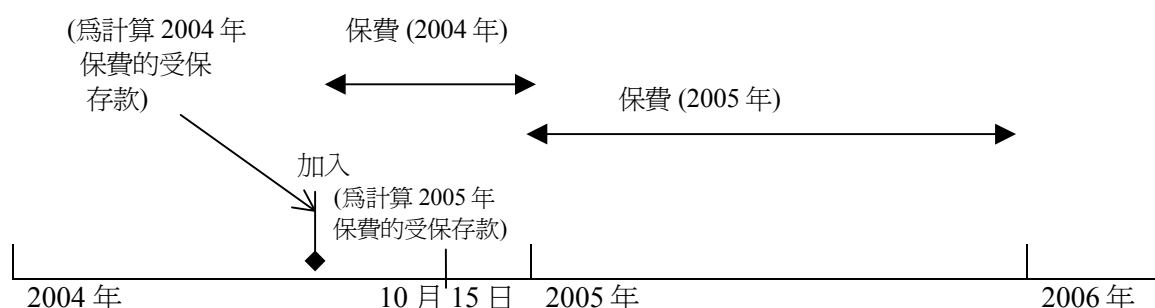 (爲計算 2004 年
保費的受保
存款)
保費 (2004 年)
保費 (2005 年)
加入
(爲計算 2005 年
保費的受保存款)
2004 年
10 月 15 日
2005 年
2006 年